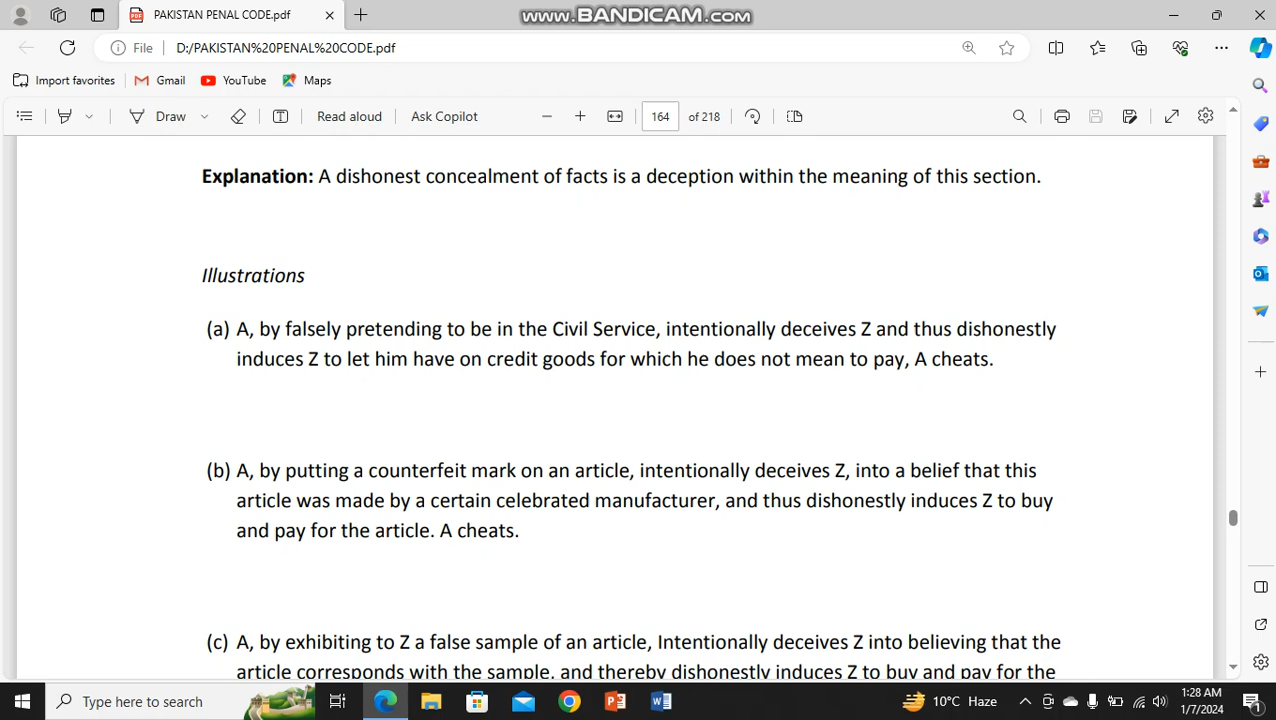 PAKISTAN PENAL CODE.pdf
www.BANDICAM.com
File
D:/PAKISTAN%20PENAL%20CODE.pdf
Import favorites
Gmail
YouTube
Maps
Draw
Read aloud
Ask Copilot
164
of 218
Explanation: A dishonest concealment of facts is a deception within the meaning of this section.
Illustrations
(a) A, by falsely pretending to be in the Civil Service, intentionally deceives Z and thus dishonestly
induces Z to let him have on credit goods for which he does not mean to pay, A cheats.
(b) A, by putting a counterfeit mark on an article, intentionally deceives Z, into a belief that this
article was made by a certain celebrated manufacturer, and thus dishonestly induces Z to buy
and pay for the article. A cheats.
(c) A, by exhibiting to Z a false sample of an article, Intentionally deceives Z into believing that the
article corresponds with the sample, and thereby dishonestly induces Z to buy and pay for the
Type here to search
10°C Haze
1:28 AM
1/7/2024
1